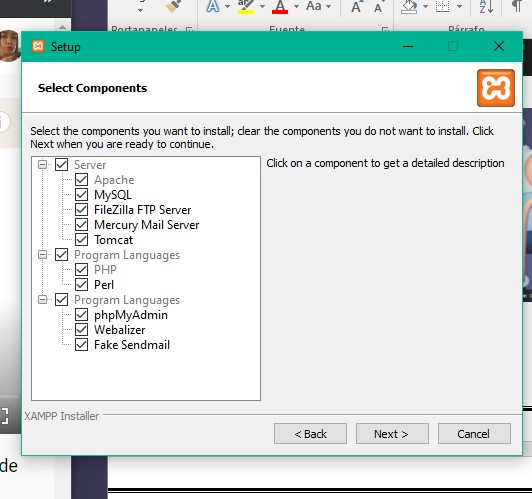 Portapapeles
Fuente
Párrafo
Aa
Setup
Select Components
Select the components you want to install; clear the components you do not want to install. Click
Next when you are ready to continue.
Click on a component to get a detailed description
Server
Apache
MySQL
FileZilla FTP Server
Mercury Mail Server
Tomcat
Program Languages
PHP
Perl
Program Languages
phpMyAdmin
Webalizer
Fake Sendmail
XAMPP Installer
< Back
Next >
Cancel
de